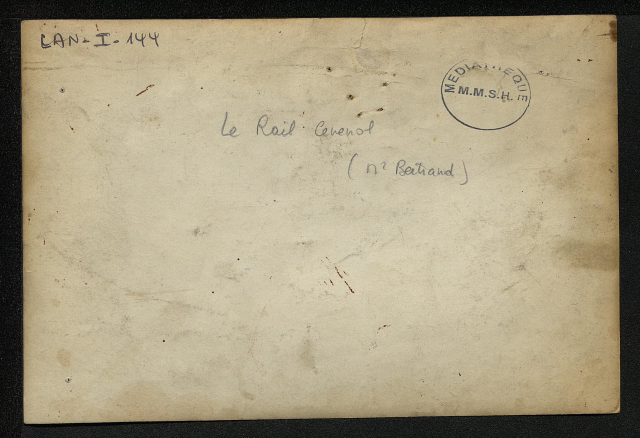 LAN-I-144
MEDIATHEQUE
M.M.S.H.
Le Rail Cevenol
(Mr Bertrand)